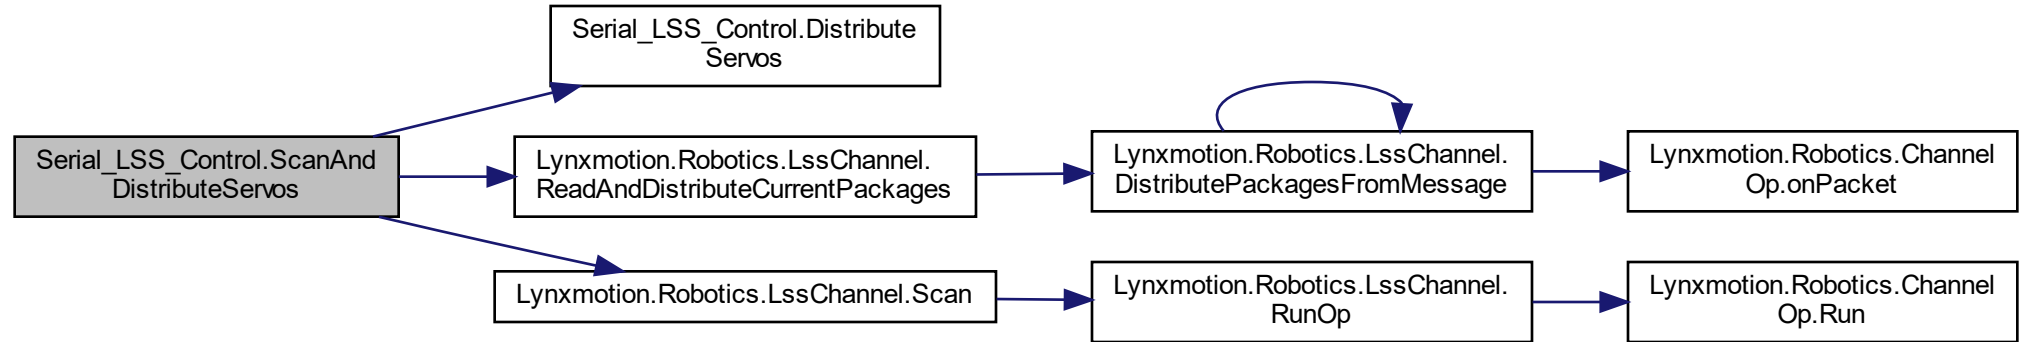 Serial_LSS_Control.ScanAnd
DistributeServos
Serial_LSS_Control.Distribute
Servos
Lynxmotion.Robotics.LssChannel.
ReadAndDistributeCurrentPackages
Lynxmotion.Robotics.LssChannel.
DistributePackagesFromMessage
Lynxmotion.Robotics.Channel
Op.onPacket
Lynxmotion.Robotics.LssChannel.Scan
Lynxmotion.Robotics.LssChannel.
RunOp
Lynxmotion.Robotics.Channel
Op.Run